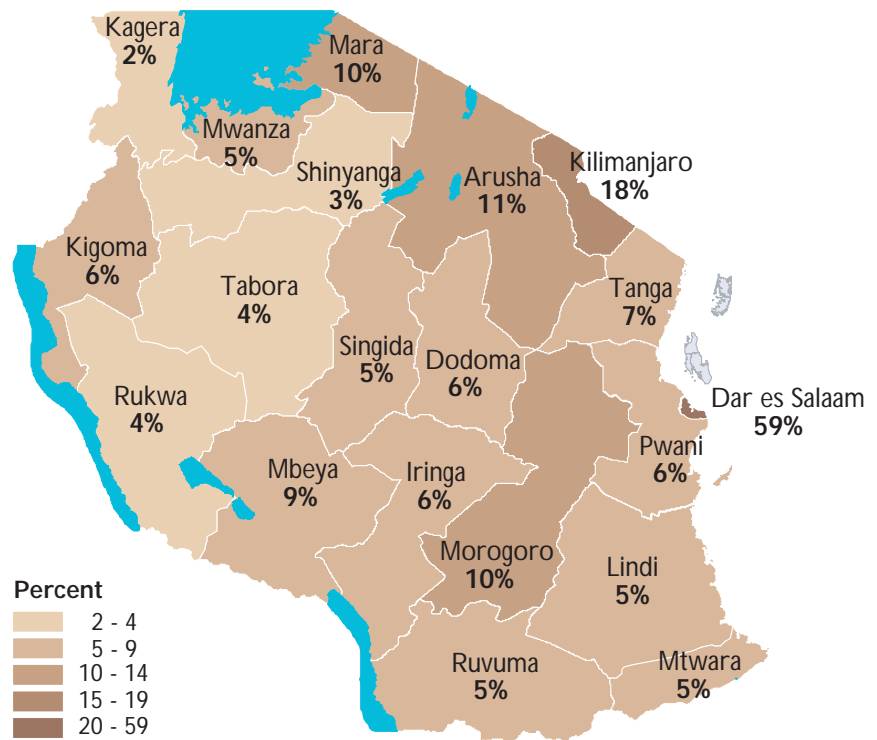 Kagera
2%
Mara
10%
Mwanza
5%
Shinyanga
3%
Arusha
11%
Kilimanjaro
18%
Kigoma
6%
Tabora
4%
Tanga
7%
Singida
5%
Dodoma
6%
Rukwa
4%
Dar es Salaam
59%
Pwani
6%
Mbeya
9%
Iringa
6%
Morogoro
10%
Lindi
5%
Ruvuma
5%
Mtwara
5%
Percent
2 - 4
5 - 9
10 - 14
15 - 19
20 - 59